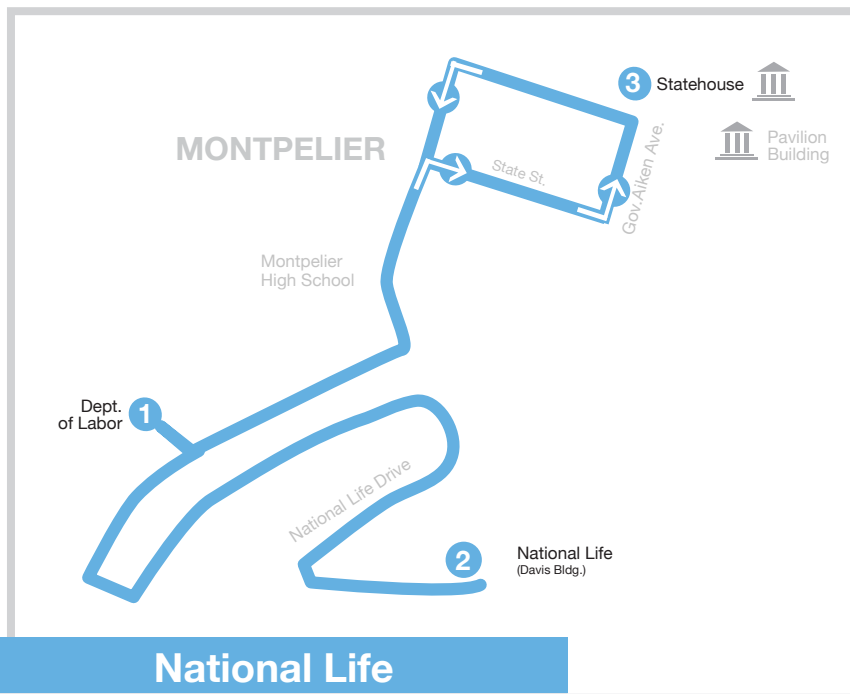 3 Statehouse
MONTPELIER
Pavilion
Building
State St.
Gov. Aiken Ave.
Montpelier
High School
Dept.
of Labor
1
National Life Drive
2
National Life
(Davis Bldg.)
National Life